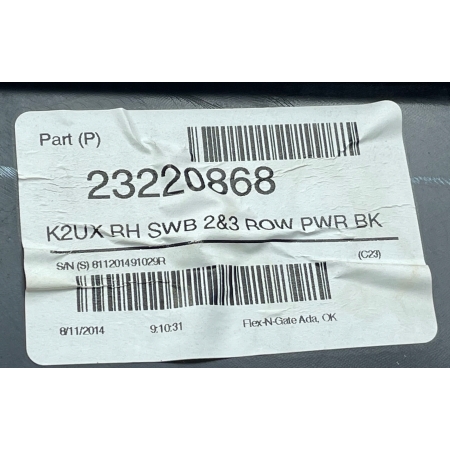 Part (P)
23220868
K2UX RH SWB 2&3 ROW PWR BK
S/N (S) 811201491029R
(C23)
8/11/2014 9:10:31 Flex-N-Gate Ada, OK